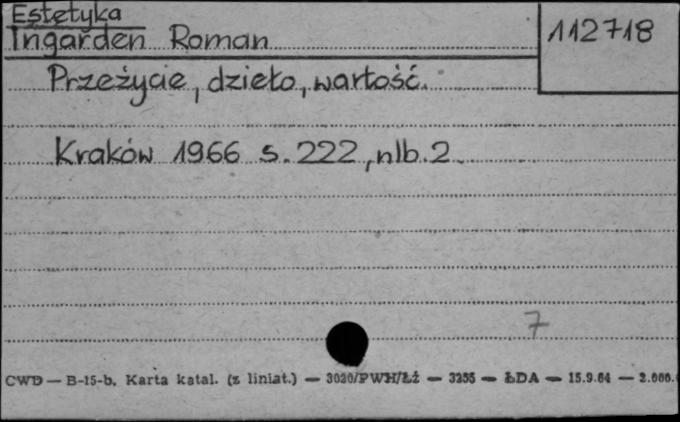 Estetyka
Ingarden Roman
112718
Przeżycie, dzieło, wartość.
Kraków 1966 s. 222, nlb. 2.
7
CWD — B-15-b. Karta katal. (z liniat.) — 3020/PWH/Łż — 3255 — ŁDA — 15.9.64 — 2.000.